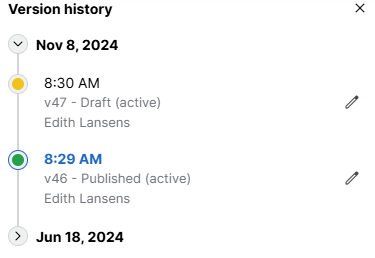 Version history
Nov 8, 2024
8:30 AM
v47 - Draft (active)
Edith Lansens
8:29 AM
v46 - Published (active)
Edith Lansens
Jun 18, 2024